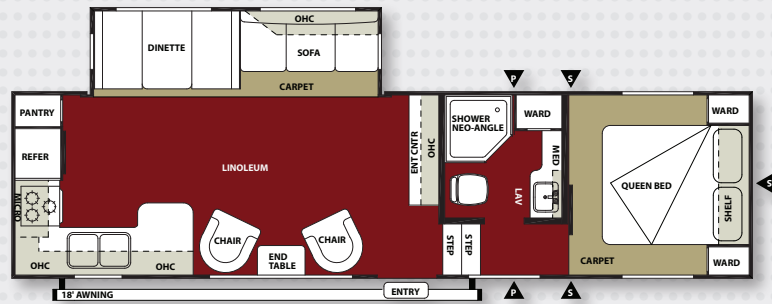 OHC
DINETTE
SOFA
CARPET
P
S
PANTRY
SHOWER
NEO-ANGLE
WARD
WARD
REFER
LINOLEUM
ENT CNTR
OHC
MED
LAV
QUEEN BED
SHELF
S
MICRO
CHAIR
CHAIR
END
TABLE
STEP
STEP
OHC
OHC
CARPET
WARD
18' AWNING
ENTRY
P
S